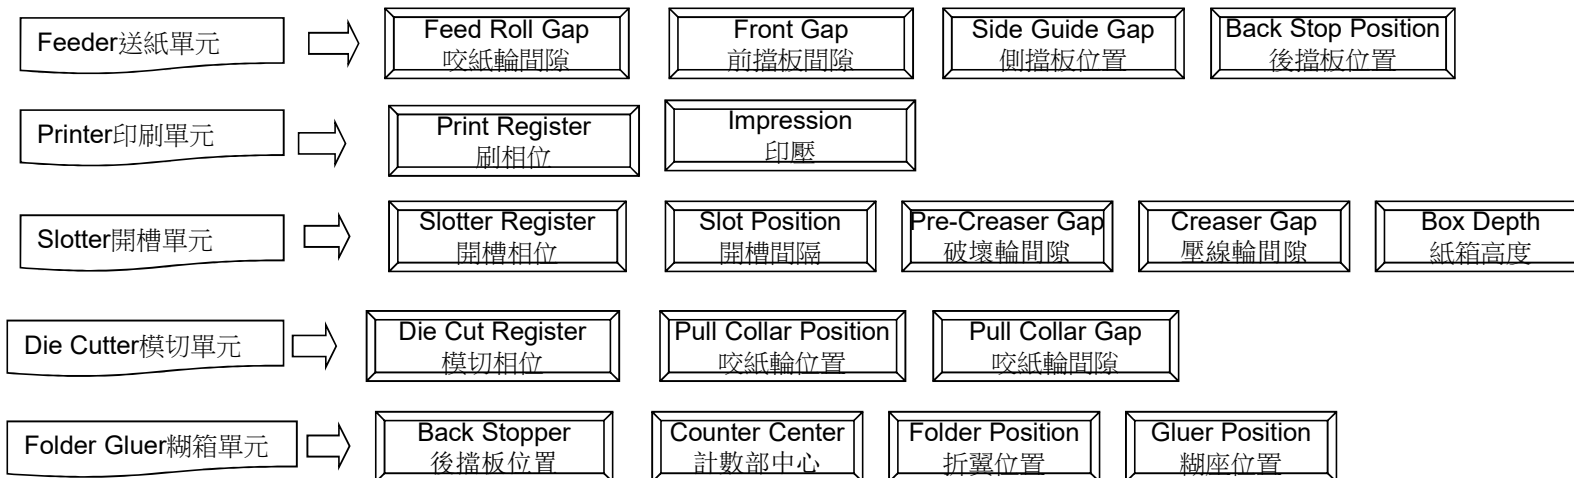 Feeder送紙單元
Feed Roll Gap
咬紙輪間隙
Front Gap
前擋板間隙
Side Guide Gap
側擋板位置
Back Stop Position
後擋板位置
Printer印刷單元
Print Register
刷相位
Impression
印壓
Slotter開槽單元
Slotter Register
開槽相位
Slot Position
開槽間隔
Pre-Creaser Gap
破壞輪間隙
Creaser Gap
壓線輪間隙
Box Depth
紙箱高度
Die Cutter模切單元
Die Cut Register
模切相位
Pull Collar Position
咬紙輪位置
Pull Collar Gap
咬紙輪間隙
Folder Gluer糊箱單元
Back Stopper
後擋板位置
Counter Center
計數部中心
Folder Position
折翼位置
Gluer Position
糊座位置